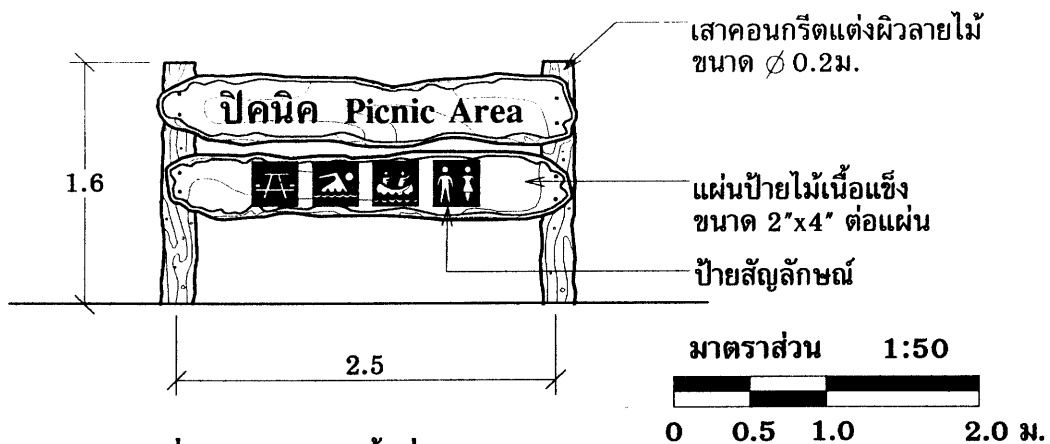 เสาคอนกรีตแต่งผิวลายไม้
ขนาด ∅ 0.2ม.
ปิคนิค Picnic Area
1.6
แผ่นป้ายไม้เนื้อแข็ง
ขนาด 2"x4" ต่อแผ่น
ป้ายสัญลักษณ์
2.5
มาตราส่วน 1:50
0 0.5 1.0 2.0 ม.